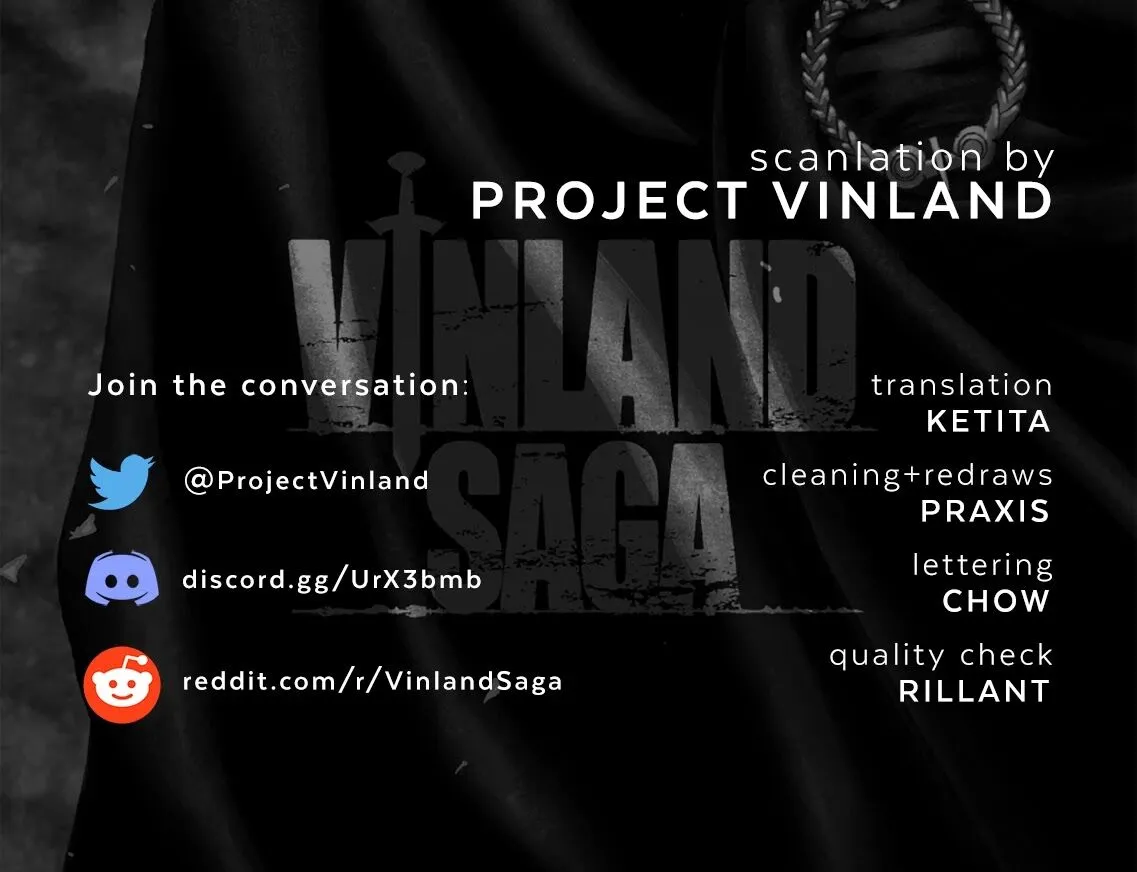 scanlation by
PROJECT VINLAND
VINLAND
SAGA
Join the conversation:
@ProjectVinland
discord.gg/UrX3bmb
reddit.com/r/VinlandSaga
translation
KETITA
cleaning+redraws
PRAXIS
lettering
CHOW
quality check
RILLANT